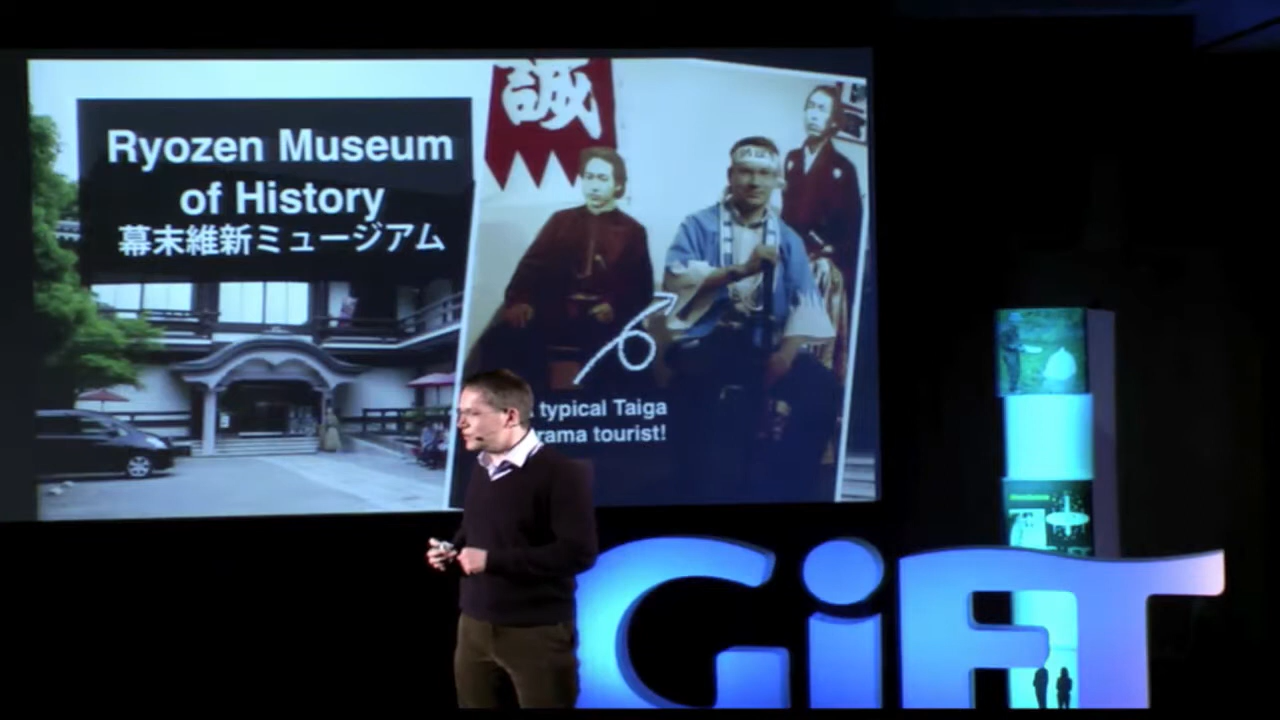 Ryozen Museum
of History
幕末維新ミュージアム
誠
typical Taiga
rama tourist!
GiFT